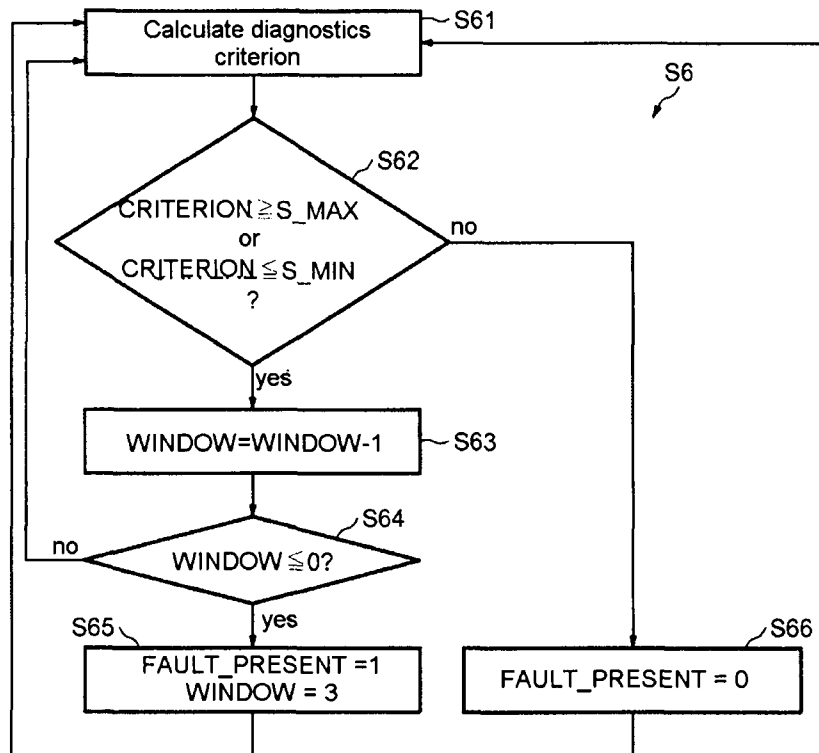 Calculate diagnostics
criterion
S61
S6
S62
CRITERION≧S_MAX
or
CRITERION≦S_MIN
?
no
yes
WINDOW=WINDOW-1
S63
S64
no
WINDOW≦0?
yes
S65
FAULT_PRESENT =1
WINDOW = 3
S66
FAULT_PRESENT = 0